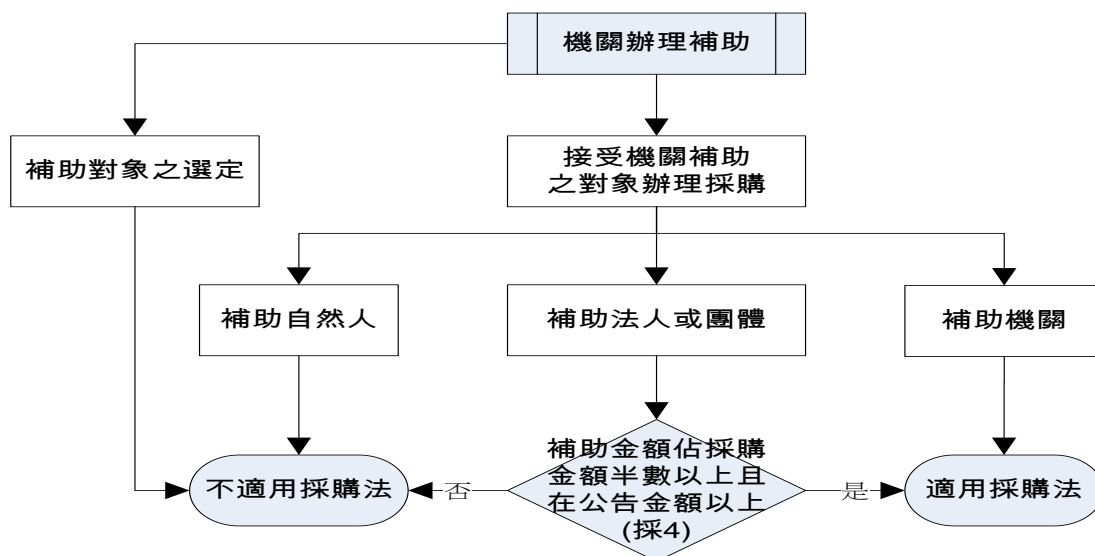 機關辦理補助
補助對象之選定
接受機關補助
之對象辦理採購
補助自然人
補助法人或團體
補助機關
不適用採購法
否
補助金額佔採購
金額半數以上且
在公告金額以上
(採4)
是
適用採購法